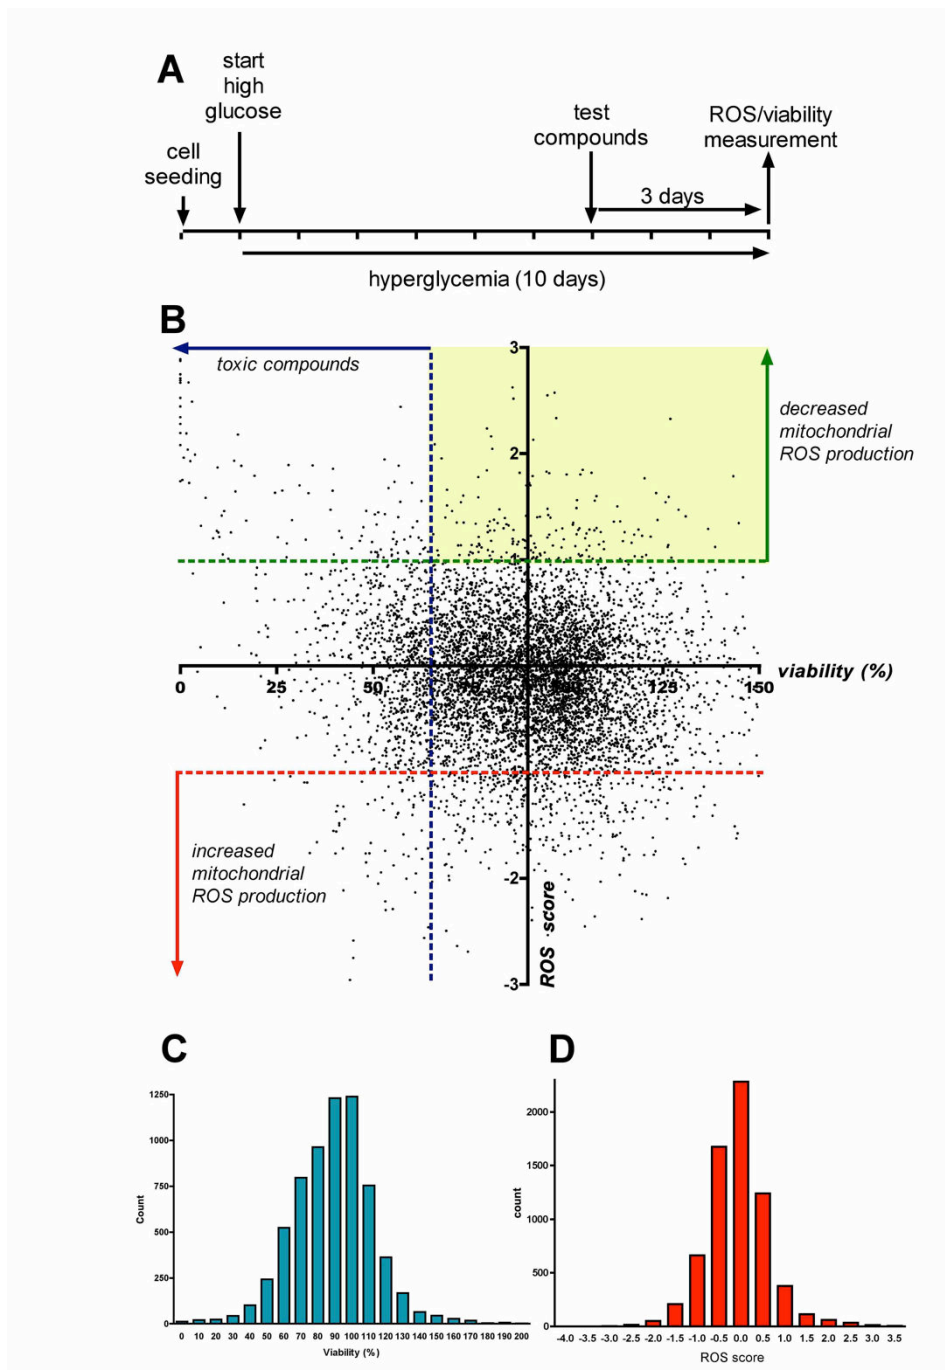 A
start
high
glucose
cell
seeding
test
compounds
ROS/viability
measurement
3 days
hyperglycemia (10 days)
B
toxic compounds
decreased
mitochondrial
ROS production
3
2
1
0
25
50
125
150
viability (%)
increased
mitochondrial
ROS production
-2
-3
ROS score
C
D
1250
1000
750
500
250
0
Count
0 10 20 30 40 50 60 70 80 90 100 110 120 130 140 150 160 170 180 190 200
Viability (%)
2000
1500
1000
500
0
count
-4.0 -3.5 -3.0 -2.5 -2.0 -1.5 -1.0 -0.5 0.0 0.5 1.0 1.5 2.0 2.5 3.0 3.5
ROS score